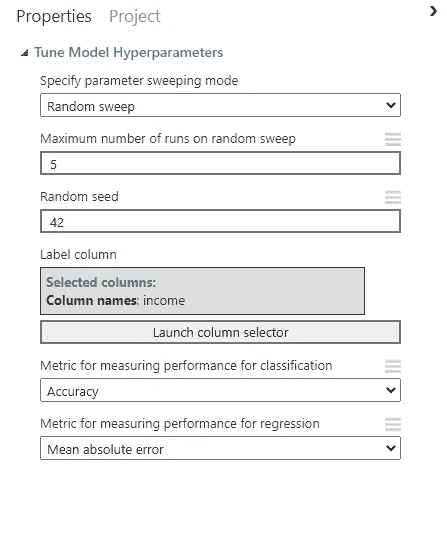 Properties Project
Tune Model Hyperparameters
Specify parameter sweeping mode
Random sweep
Maximum number of runs on random sweep
5
Random seed
42
Label column
Selected columns:
Column names: income
Launch column selector
Metric for measuring performance for classification
Accuracy
Metric for measuring performance for regression
Mean absolute error